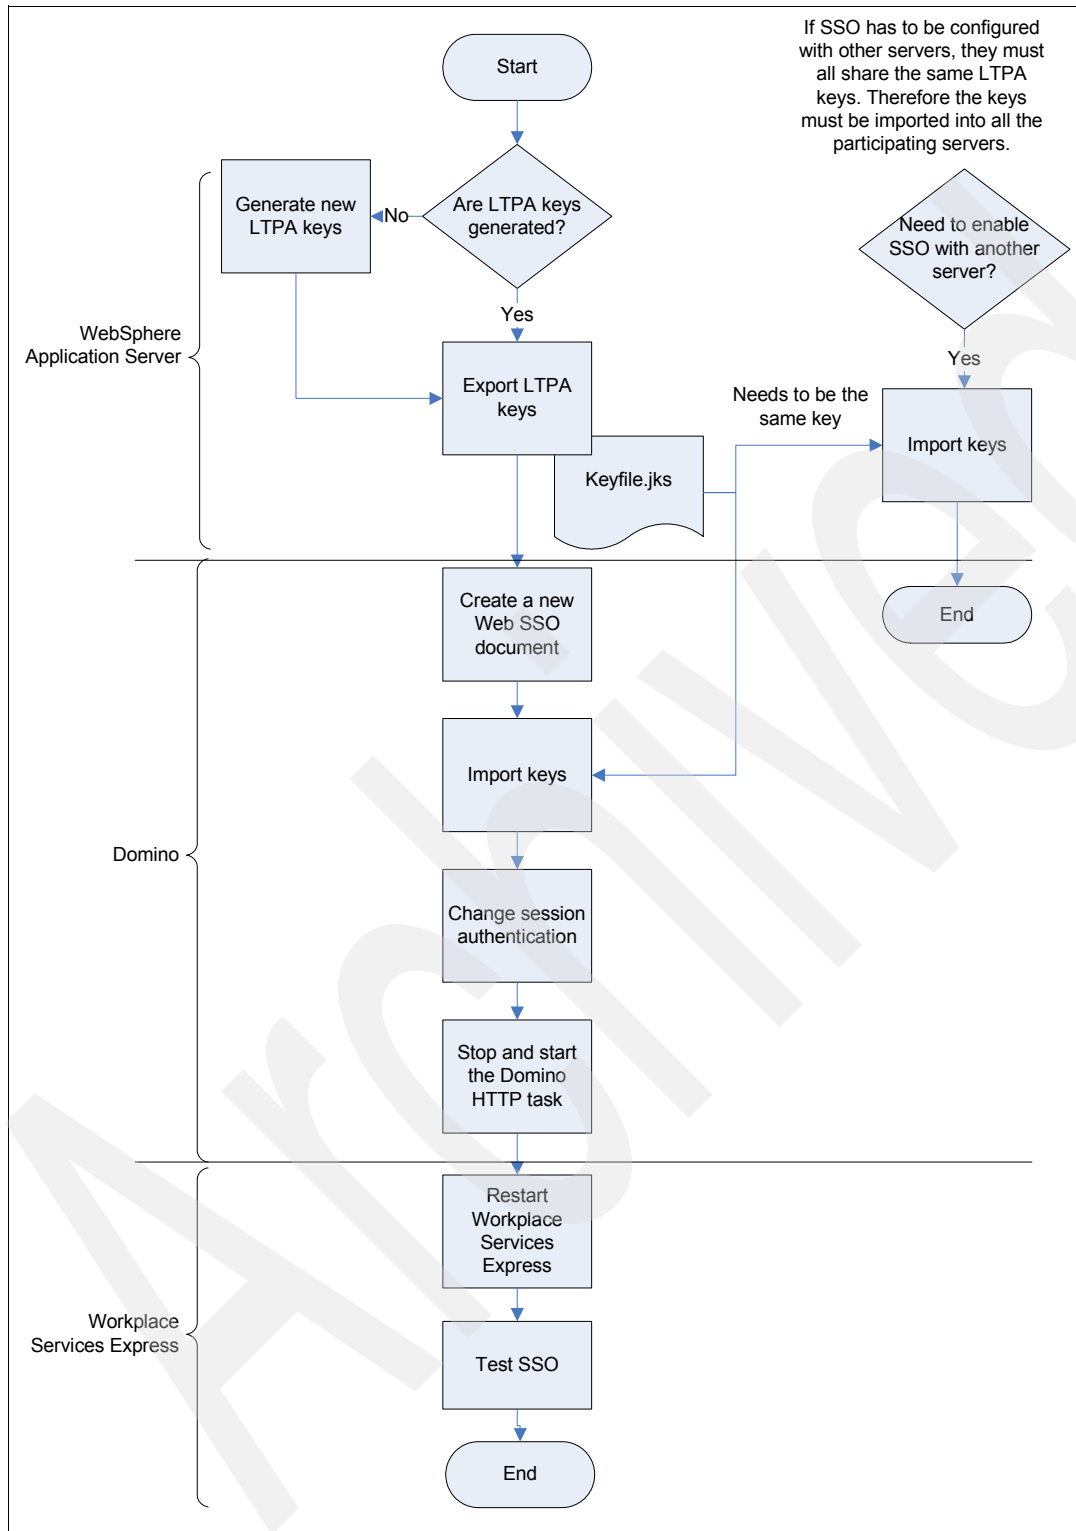 Start
If SSO has to be configured
with other servers, they must
all share the same LTPA
keys. Therefore the keys
must be imported into all the
participating servers.
Generate new
LTPA keys
No
Are LTPA keys
generated?
Need to enable
SSO with another
server?
Yes
WebSphere
Application Server
Yes
Export LTPA
keys
Needs to be the
same key
Import keys
Keyfile.jks
Create a new
Web SSO
document
End
Import keys
Domino
Change session
authentication
Stop and start
the Domino
HTTP task
Restart
Workplace
Services
Express
Workplace
Services Express
Test SSO
End
Archived